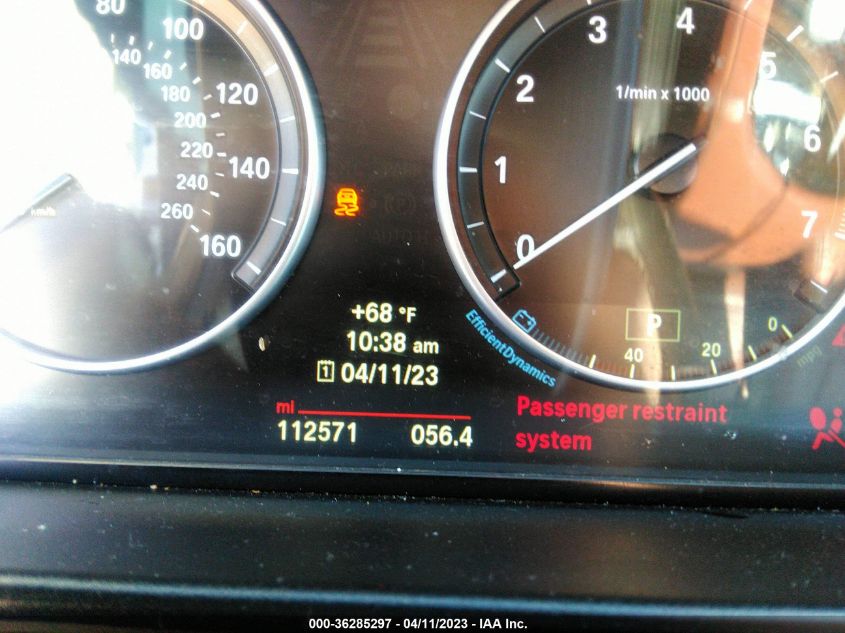 80
100
120
140
160
140
160
180
200
220
240
260
km/h
1/min x 1000
0
1
2
3
4
5
6
7
+68 °F
10:38 am
1 04/11/23
ml
112571 056.4
EfficientDynamics
P
40
20
0
mpg
Passenger restraint
system
000-36285297 - 04/11/2023 - IAA Inc.